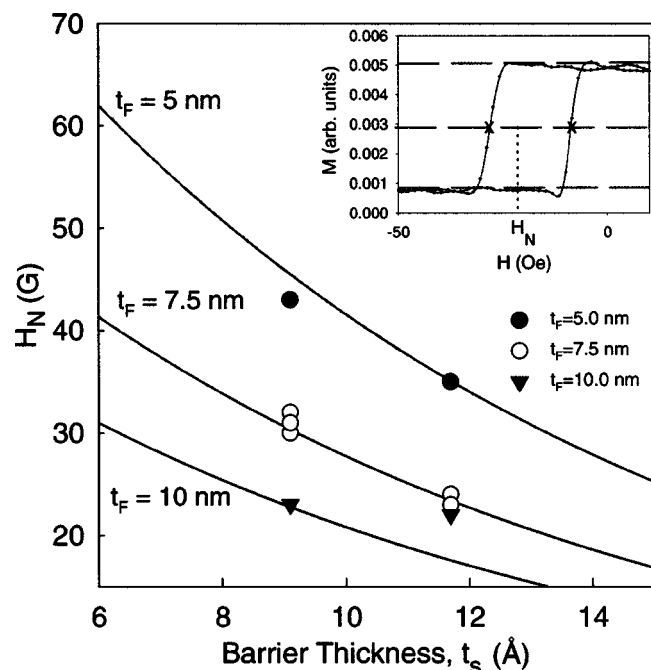 70
60
50
40
30
20
H_N (G)
t_F = 5 nm
t_F = 7.5 nm
t_F = 10 nm
6
8
10
12
14
Barrier Thickness, t_s (Å)
0.006
0.005
0.004
0.003
0.002
0.001
0.000
M (arb. units)
-50
H_N
0
H (Oe)
t_F=5.0 nm
t_F=7.5 nm
t_F=10.0 nm